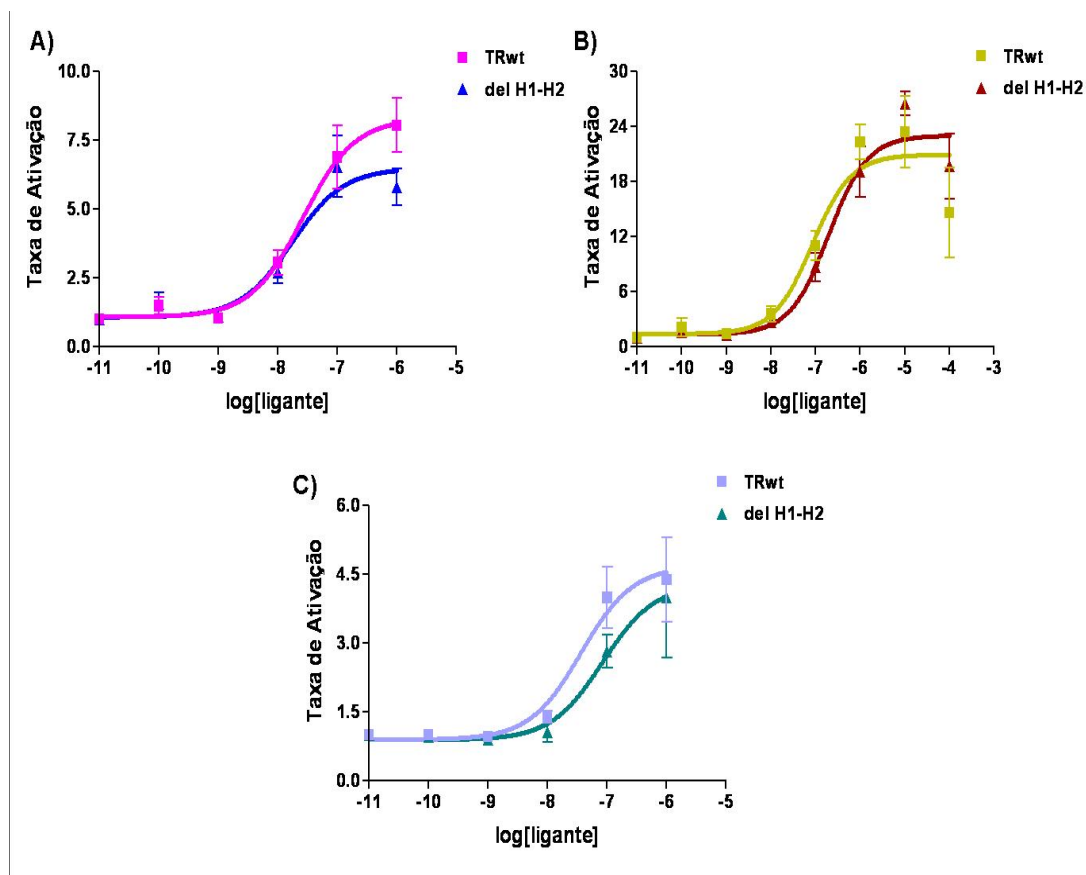 A)
TRwt
del H1-H2
Taxa de Ativação
10.0
7.5
5.0
2.5
0.0
-11 -10 -9 -8 -7 -6 -5
log[ligante]
B)
TRwt
del H1-H2
Taxa de Ativação
30
24
18
12
6
0
-11 -10 -9 -8 -7 -6 -5 -4 -3
log[ligante]
C)
TRwt
del H1-H2
Taxa de Ativação
6.0
4.5
3.0
1.5
0.0
-11 -10 -9 -8 -7 -6 -5
log[ligante]